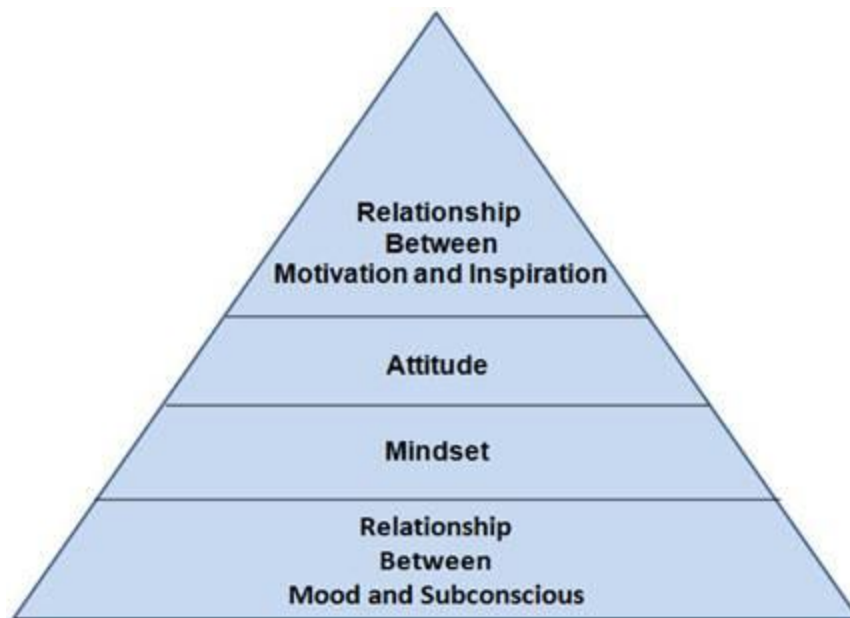 Relationship
Between
Motivation and Inspiration
Attitude
Mindset
Relationship
Between
Mood and Subconscious